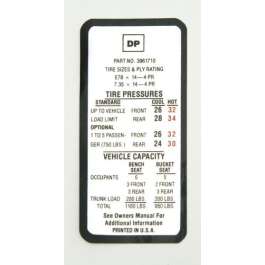 DP
PART NO. 3961710
TIRE SIZES & PLY RATING
E78 × 14—4 PR
7.35 × 14—4 PR
TIRE PRESSURES
STANDARD COOL HOT
UP TO VEHICLE FRONT 26 32
LOAD LIMIT REAR 28 34
OPTIONAL
1 TO 5 PASSEN- FRONT 26 32
GER (750 LBS.) REAR 24 30
VEHICLE CAPACITY
BENCH SEAT BUCKET SEAT
OCCUPANTS 6 5
3 FRONT 2 FRONT
3 REAR 3 REAR
TRUNK LOAD 200 LBS 200 LBS
TOTAL 1100 LBS 950 LBS
See Owners Manual For
Additional Information
PRINTED IN U.S.A.